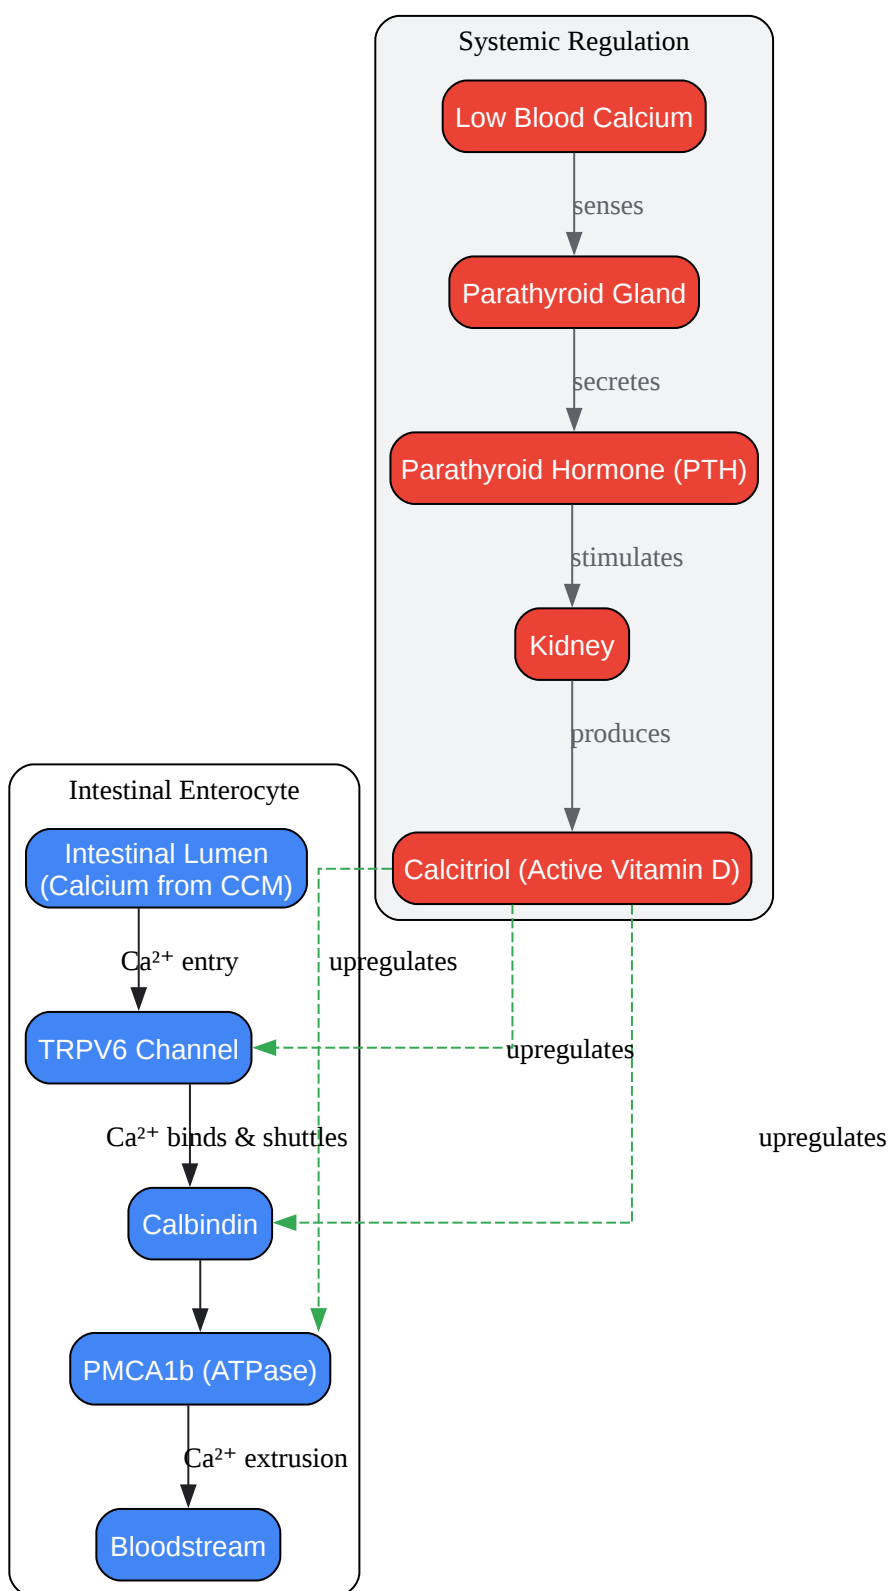 Systemic Regulation
Low Blood Calcium
senses
Parathyroid Gland
secretes
Parathyroid Hormone (PTH)
stimulates
Kidney
produces
Calcitriol (Active Vitamin D)
Intestinal Enterocyte
Intestinal Lumen
(Calcium from CCM)
Ca²⁺ entry
upregulates
TRPV6 Channel
upregulates
Ca²⁺ binds & shuttles
upregulates
Calbindin
PMCA1b (ATPase)
Ca²⁺ extrusion
Bloodstream